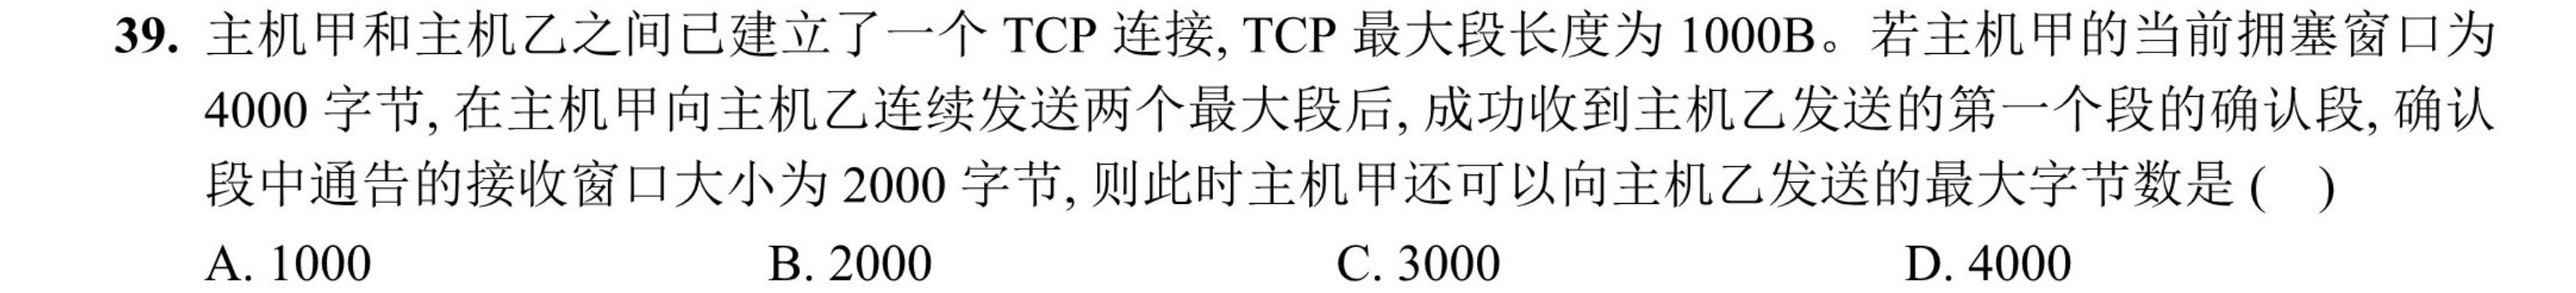 39. 主机甲和主机乙之间已建立了一个 TCP 连接, TCP 最大段长度为 1000B。若主机甲的当前拥塞窗口为
4000 字节, 在主机甲向主机乙连续发送两个最大段后, 成功收到主机乙发送的第一个段的确认段, 确认
段中通告的接收窗口大小为 2000 字节, 则此时主机甲还可以向主机乙发送的最大字节数是 ( )
A. 1000 B. 2000 C. 3000 D. 4000